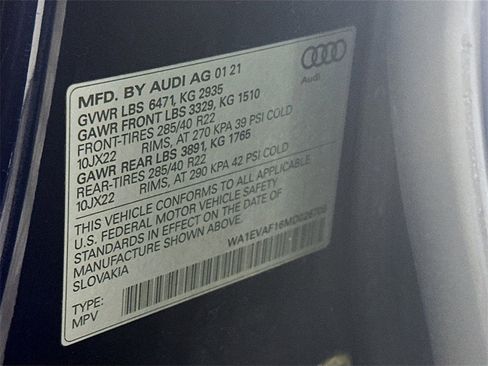 MFD. BY AUDI AG 01 21
Audi
GVWR LBS 6471, KG 2935
GAWR FRONT LBS 3329, KG 1510
FRONT-TIRES 285/40 R22
10JX22 RIMS, AT 270 KPA 39 PSI COLD
GAWR REAR LBS 3891, KG 1765
REAR-TIRES 285/40 R22
10JX22 RIMS, AT 290 KPA 42 PSI COLD
THIS VEHICLE CONFORMS TO ALL APPLICABLE
U.S. FEDERAL MOTOR VEHICLE SAFETY
STANDARDS IN EFFECT ON THE DATE OF
MANUFACTURE SHOWN ABOVE.
SLOVAKIA
TYPE:
MPV